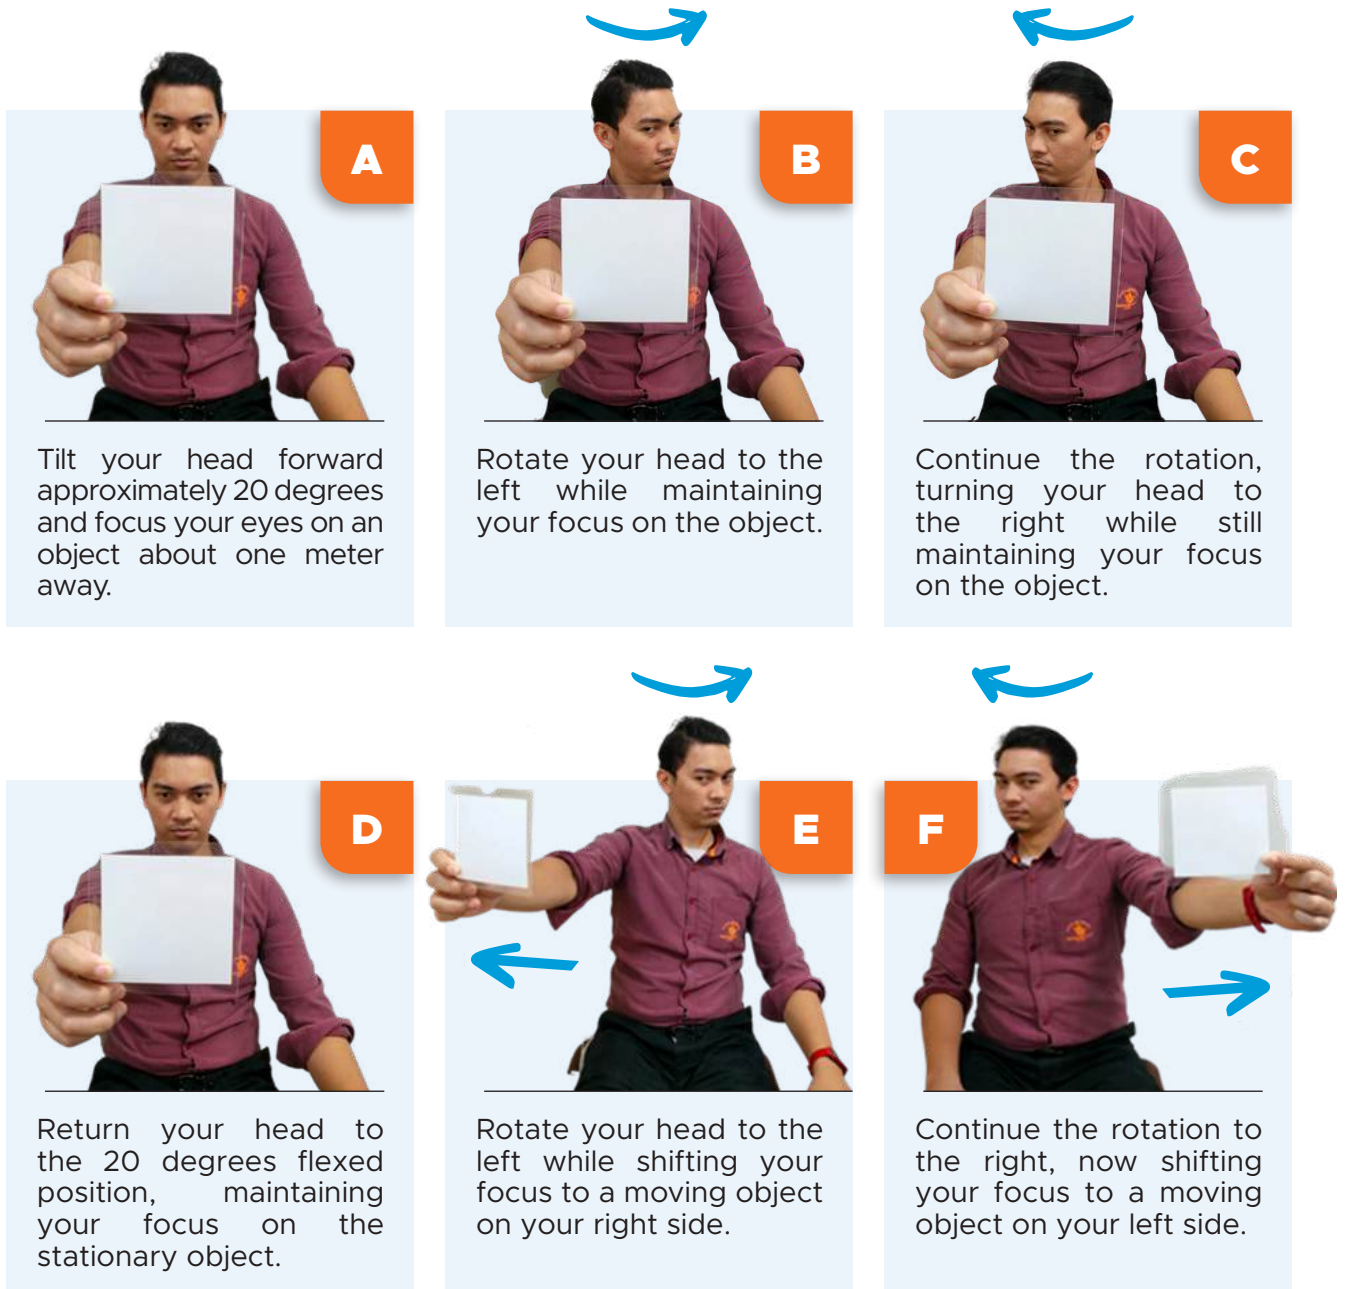 A
B
C
Tilt your head forward
approximately 20 degrees
and focus your eyes on an
object about one meter
away.
Rotate your head to the
left while maintaining
your focus on the object.
Continue the rotation,
turning your head to
the right while still
maintaining your focus
on the object.
D
E
F
Return your head to
the 20 degrees flexed
position, maintaining
your focus on the
stationary object.
Rotate your head to the
left while shifting your
focus to a moving object
on your right side.
Continue the rotation to
the right, now shifting
your focus to a moving
object on your left side.